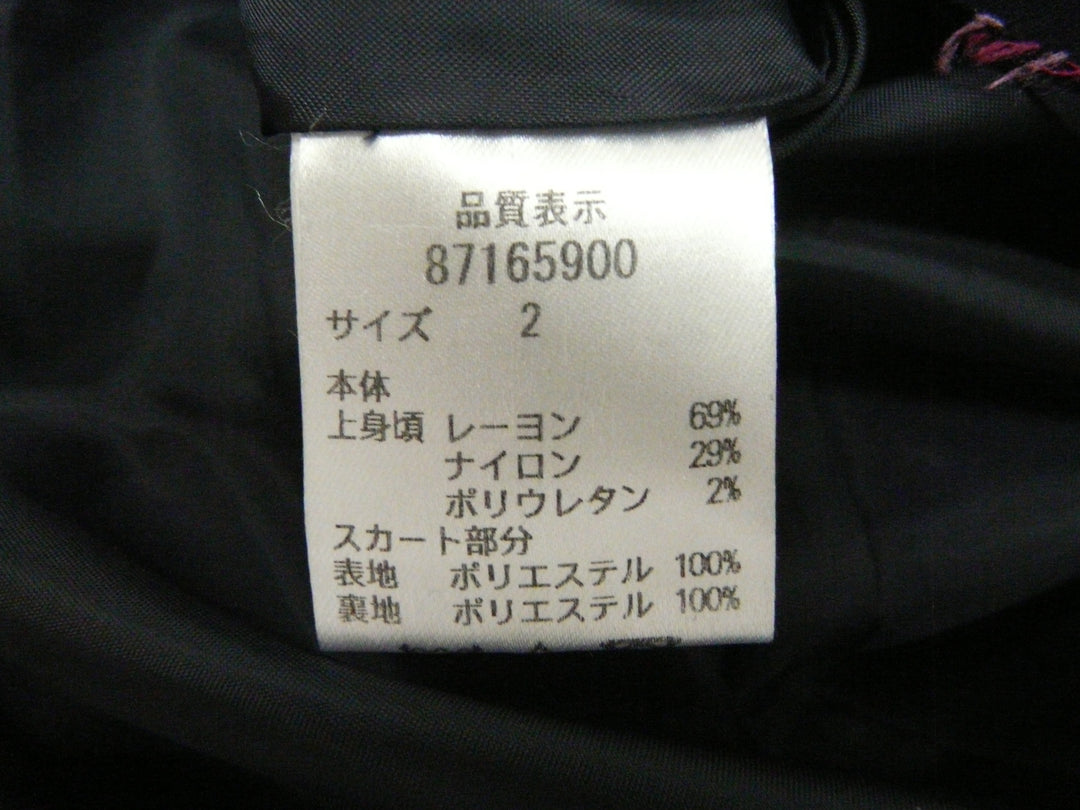 品質表示
87165900
サイズ 2
本体
上身頃 レーヨン 69%
ナイロン 29%
ポリウレタン 2%
スカート部分
表地 ポリエステル 100%
裏地 ポリエステル 100%